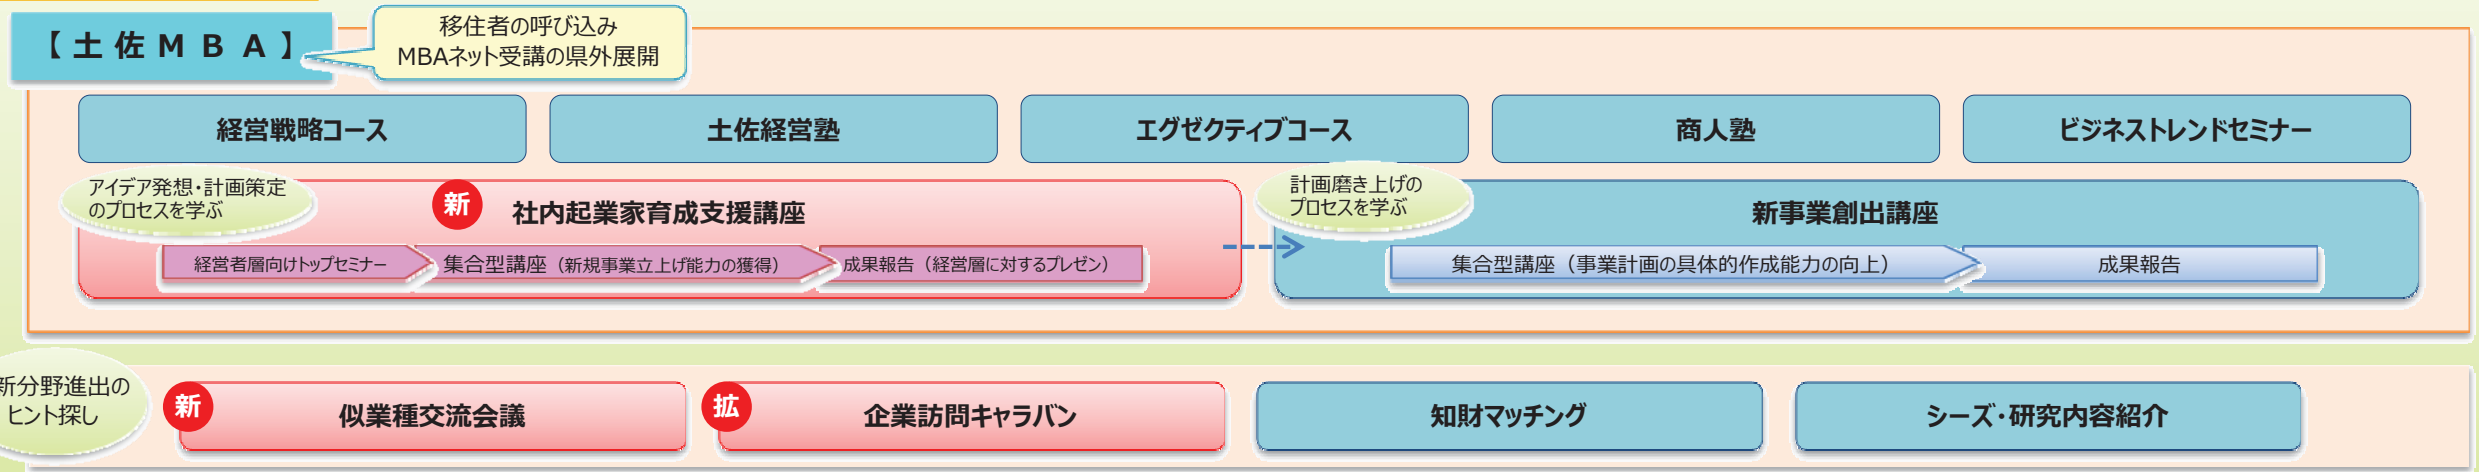 【土佐MBA】
移住者の呼び込み
MBAネット受講の県外展開
経営戦略コース
土佐経営塾
エグゼクティブコース
商人塾
ビジネストレンドセミナー
アイデア発想・計画策定
のプロセスを学ぶ
新
社内起業家育成支援講座
経営者層向けトップセミナー
集合型講座（新規事業立上げ能力の獲得）
成果報告（経営層に対するプレゼン）
計画磨き上げの
プロセスを学ぶ
新事業創出講座
集合型講座（事業計画の具体的作成能力の向上）
成果報告
新分野進出の
ヒント探し
新
似業種交流会議
拡
企業訪問キャラバン
知財マッチング
シーズ・研究内容紹介